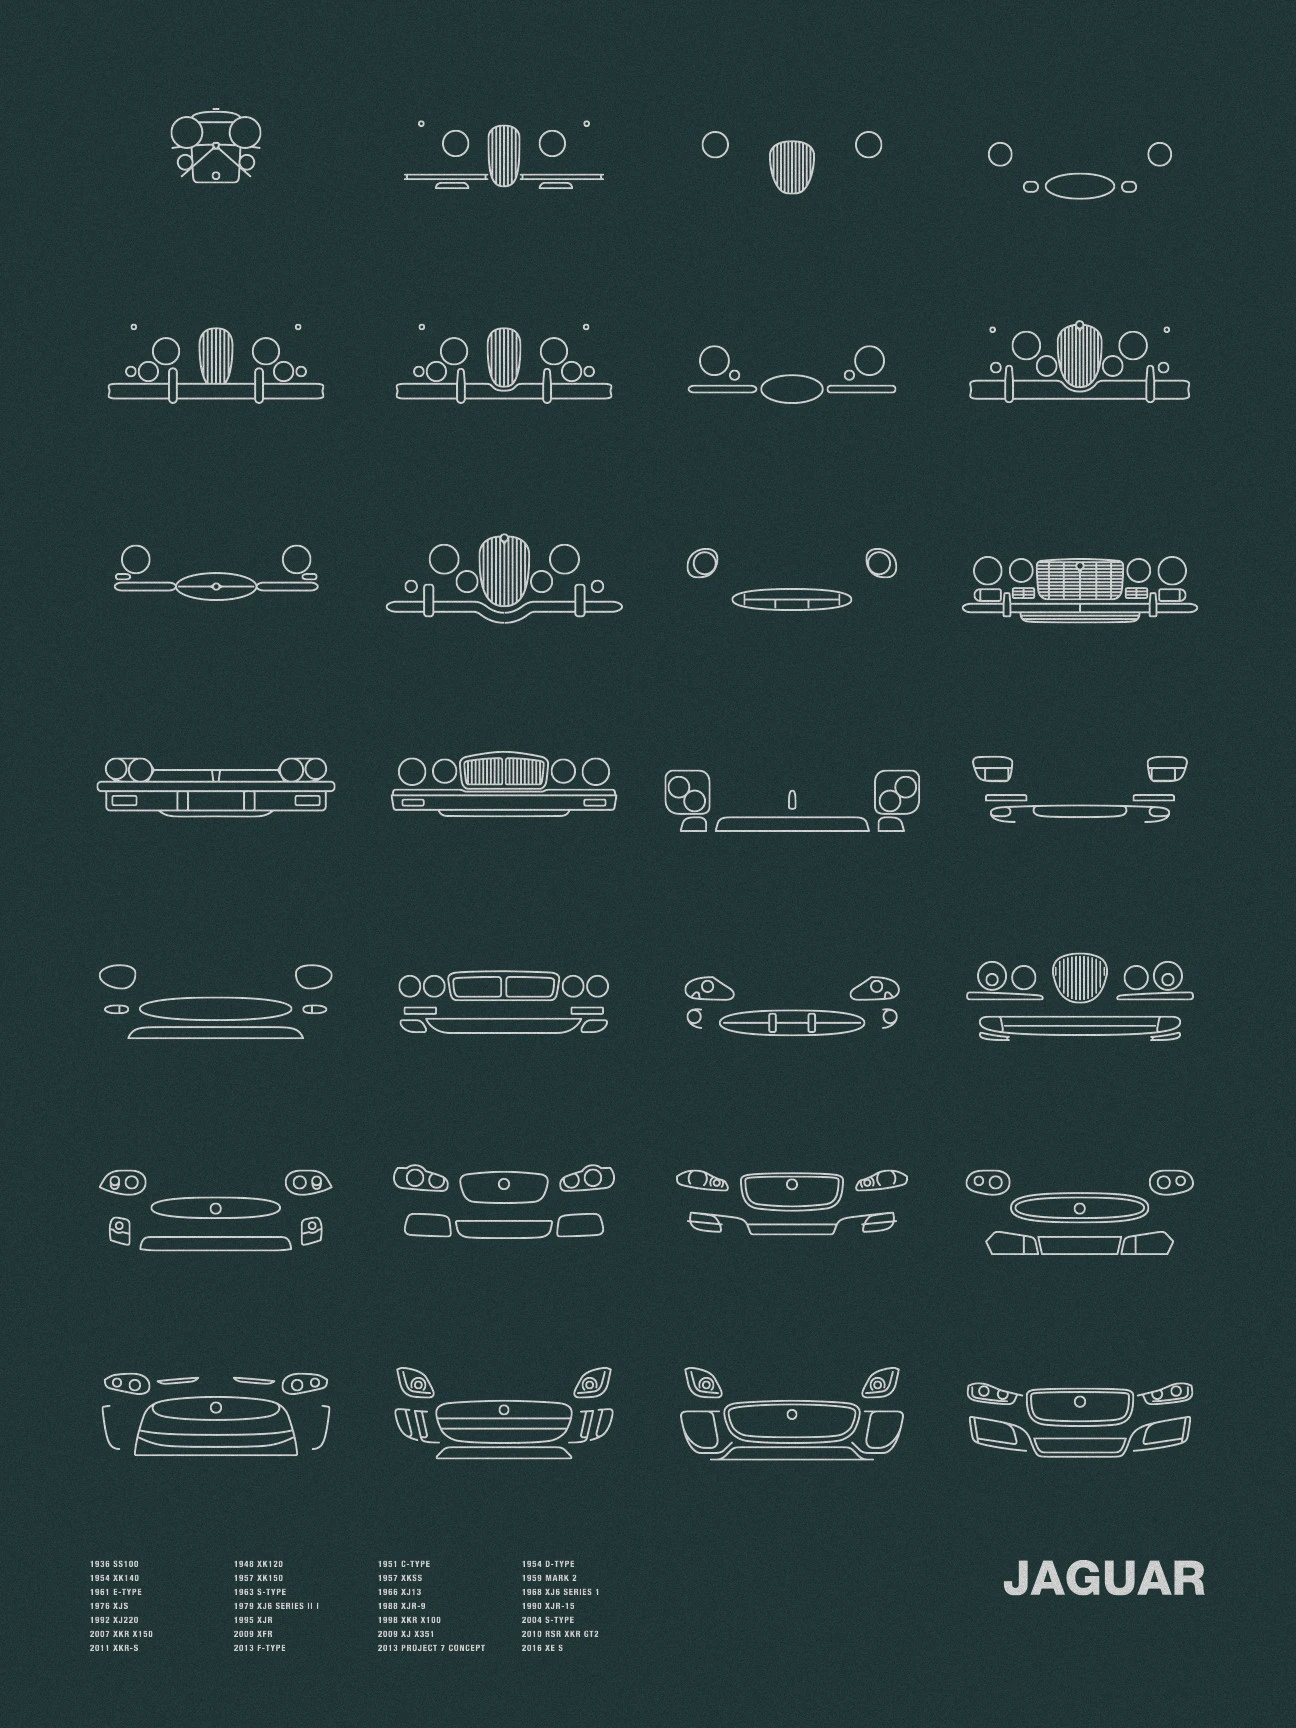 1936 SS100 1948 XK120 1951 C-TYPE 1954 D-TYPE
1954 XK140 1957 XK150 1957 XKSS 1959 MARK 2
1961 E-TYPE 1963 S-TYPE 1966 XJ13 1968 XJ6 SERIES 1
1976 XJS 1979 XJ6 SERIES II I 1988 XJR-9 1990 XJR-15
1992 XJ220 1995 XJR 1998 XKR X100 2004 S-TYPE
2007 XKR X150 2009 XFR 2009 XJ X351 2010 RSR XKR GT2
2011 XKR-S 2013 F-TYPE 2013 PROJECT 7 CONCEPT 2016 XE S
JAGUAR